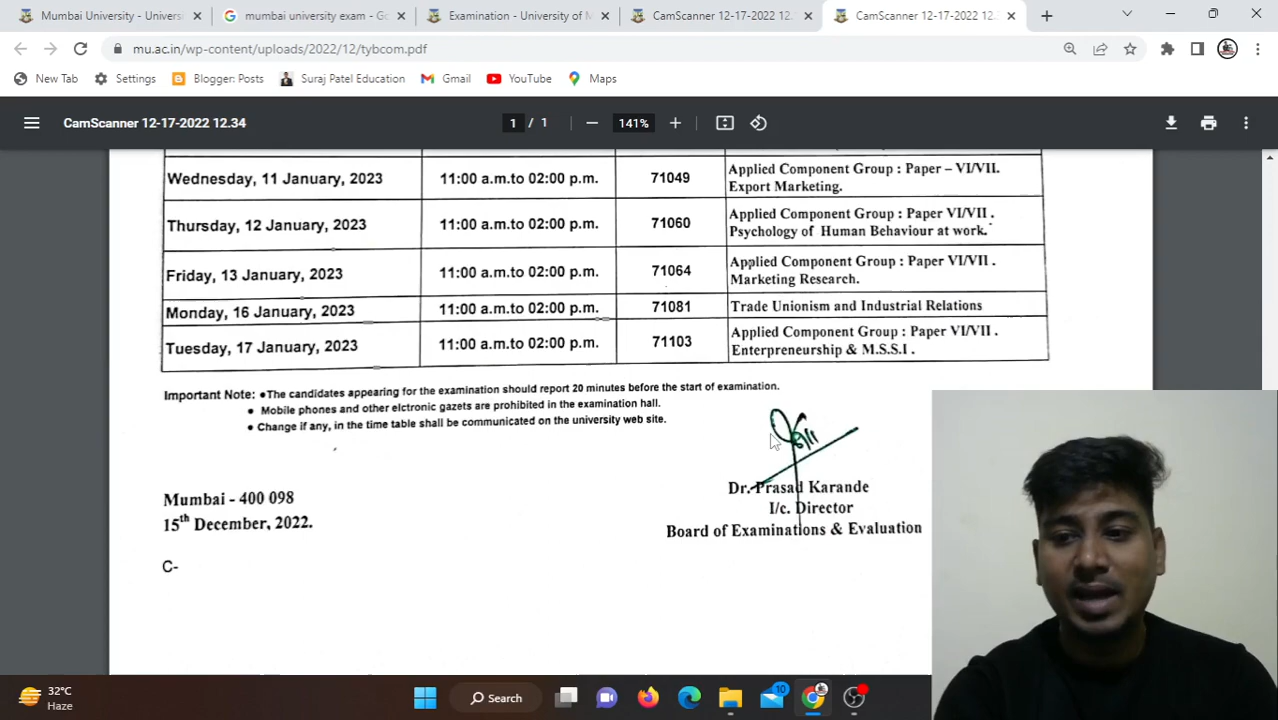 Mumbai University - Universi
mumbai university exam - Go
Examination - University of M
CamScanner 12-17-2022 12.
CamScanner 12-17-2022 12.
mu.ac.in/wp-content/uploads/2022/12/tybcom.pdf
New Tab
Settings
Blogger: Posts
Suraj Patel Education
Gmail
YouTube
Maps
CamScanner 12-17-2022 12.34
1 / 1
141%
Wednesday, 11 January, 2023 11:00 a.m.to 02:00 p.m. 71049 Applied Component Group : Paper – VI/VII.
Export Marketing.
Thursday, 12 January, 2023 11:00 a.m.to 02:00 p.m. 71060 Applied Component Group : Paper VI/VII .
Psychology of Human Behaviour at work.
Friday, 13 January, 2023 11:00 a.m.to 02:00 p.m. 71064 Applied Component Group : Paper VI/VII .
Marketing Research.
Monday, 16 January, 2023 11:00 a.m.to 02:00 p.m. 71081 Trade Unionism and Industrial Relations
Tuesday, 17 January, 2023 11:00 a.m.to 02:00 p.m. 71103 Applied Component Group : Paper VI/VII .
Enterpreneurship & M.S.S.I .
Important Note: •The candidates appearing for the examination should report 20 minutes before the start of examination.
• Mobile phones and other elctronic gazets are prohibited in the examination hall.
• Change if any, in the time table shall be communicated on the university web site.
Dr. Prasad Karande
I/c. Director
Board of Examinations & Evaluation
Mumbai - 400 098
15th December, 2022.
C-
32°C
Haze
Search
10